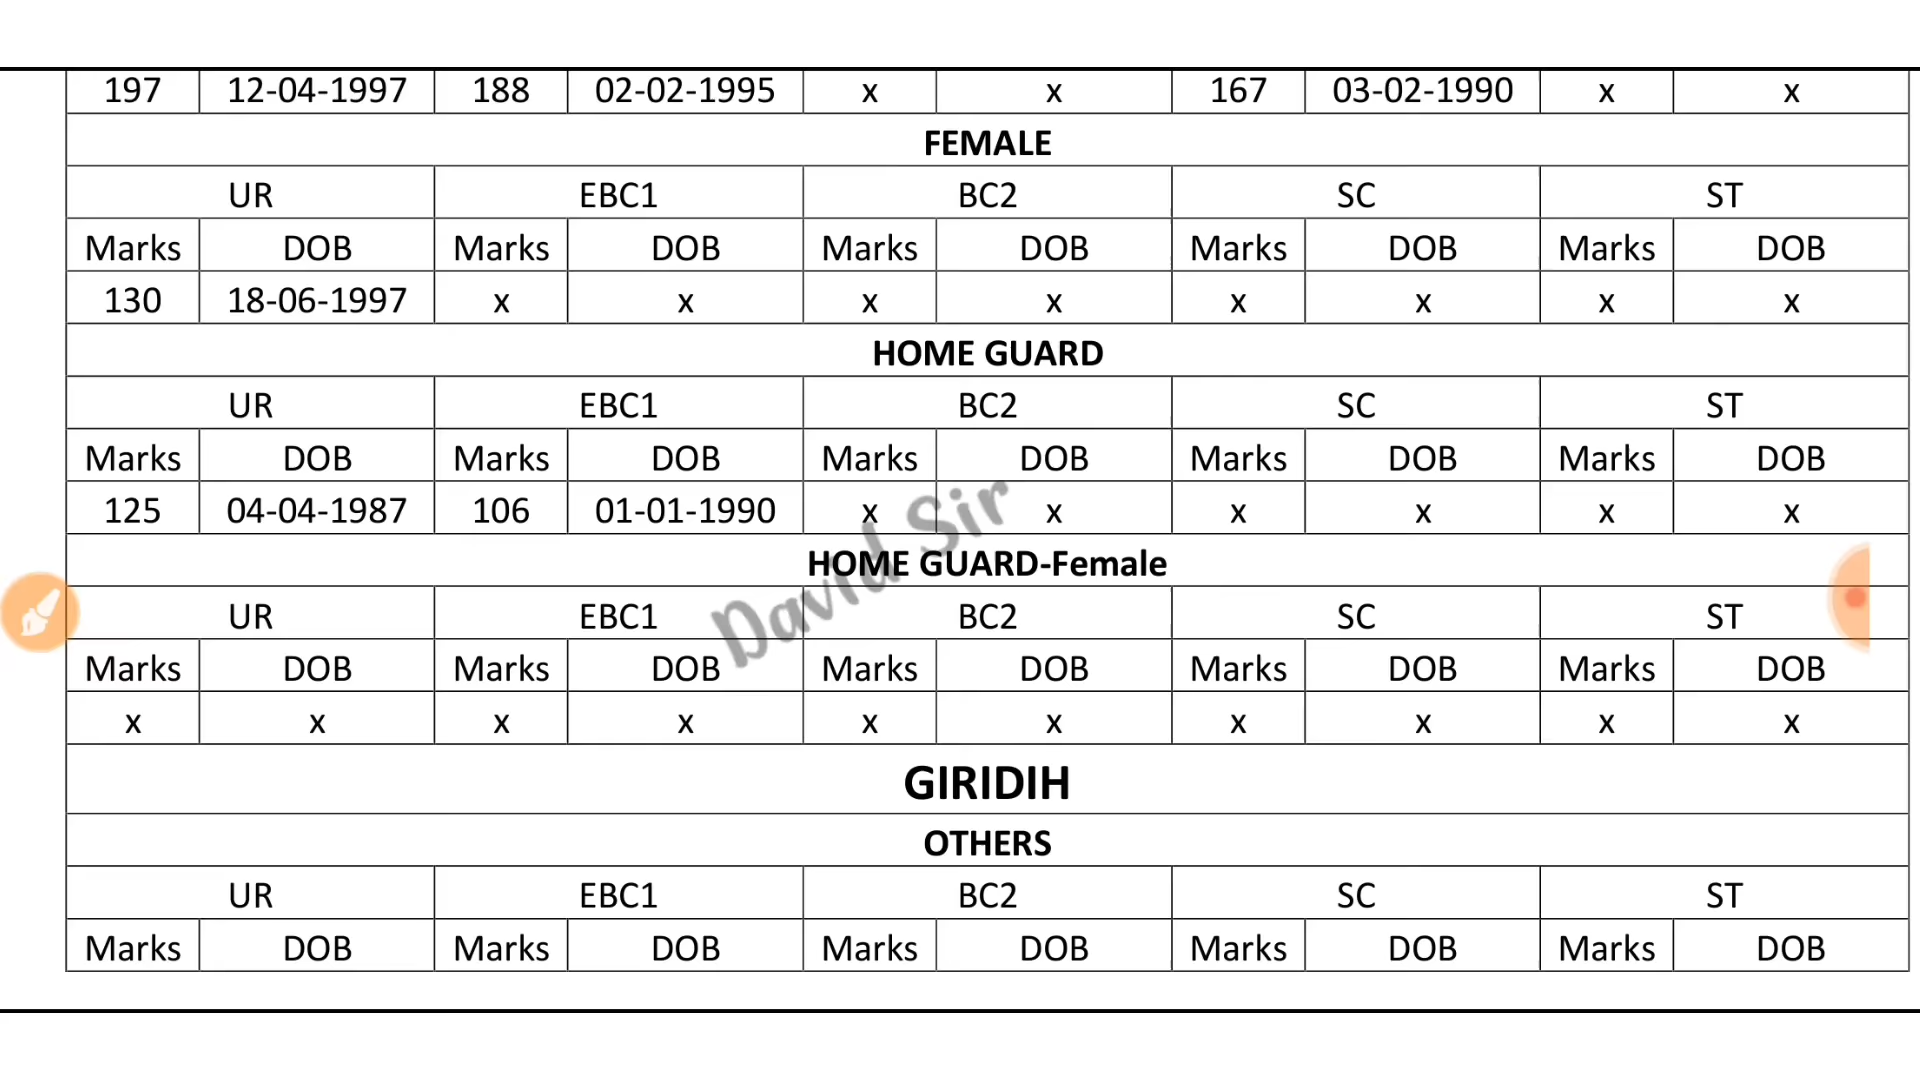 197 12-04-1997 188 02-02-1995 x x 167 03-02-1990 x x
FEMALE
UR EBC1 BC2 SC ST
Marks DOB Marks DOB Marks DOB Marks DOB Marks DOB
130 18-06-1997 x x x x x x x x
HOME GUARD
UR EBC1 BC2 SC ST
Marks DOB Marks DOB Marks DOB Marks DOB Marks DOB
125 04-04-1987 106 01-01-1990 x x x x x x
David Sir
HOME GUARD-Female
UR EBC1 BC2 SC ST
Marks DOB Marks DOB Marks DOB Marks DOB Marks DOB
x x x x x x x x x x
GIRIDIH
OTHERS
UR EBC1 BC2 SC ST
Marks DOB Marks DOB Marks DOB Marks DOB Marks DOB